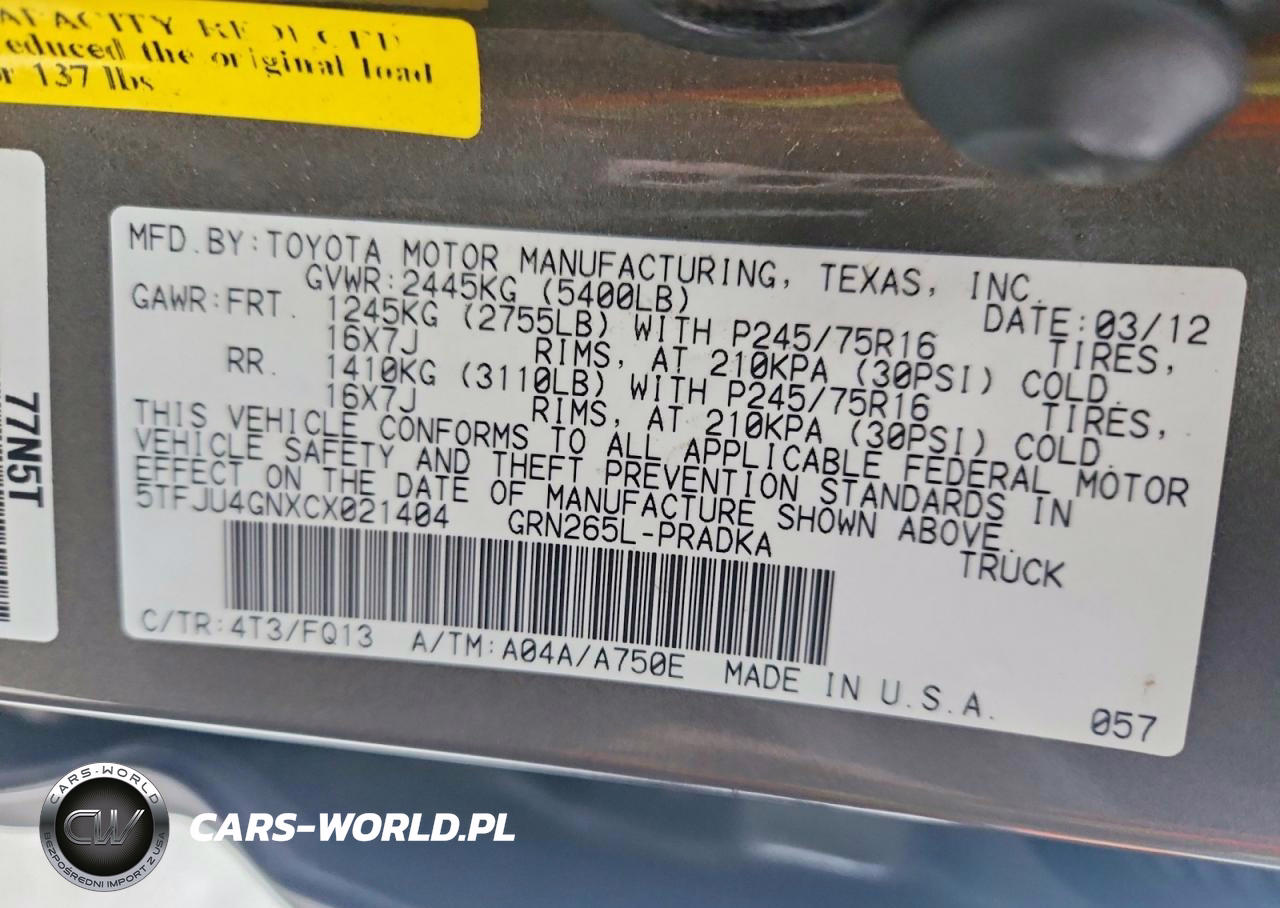 educed the original load
137 lbs
77N5T
MFD.BY:TOYOTA MOTOR MANUFACTURING, TEXAS, INC.
GVWR:2445KG (5400LB) DATE:03/12
GAWR:FRT. 1245KG (2755LB) WITH P245/75R16 TIRES,
16X7J RIMS, AT 210KPA (30PSI) COLD.
RR. 1410KG (3110LB) WITH P245/75R16 TIRES,
16X7J RIMS, AT 210KPA (30PSI) COLD.
THIS VEHICLE CONFORMS TO ALL APPLICABLE FEDERAL MOTOR
VEHICLE SAFETY AND THEFT PREVENTION STANDARDS IN
EFFECT ON THE DATE OF MANUFACTURE SHOWN ABOVE.
5TFJU4GNXCX021404 GRN265L-PRADKA TRUCK
C/TR:4T3/FQ13 A/TM:A04A/A750E MADE IN U.S.A.
057
CARS-WORLD
CW
BEZPOŚREDNI IMPORT Z USA
CARS-WORLD.PL